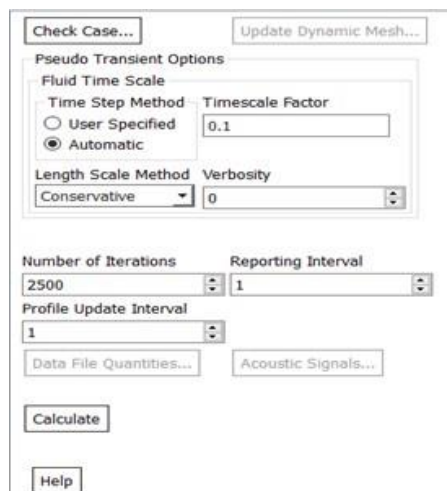 Check Case... Update Dynamic Mesh...
Pseudo Transient Options
Fluid Time Scale
Time Step Method Timescale Factor
User Specified 0.1
Automatic
Length Scale Method Verbosity
Conservative 0
Number of Iterations Reporting Interval
2500 1
Profile Update Interval
1
Data File Quantities... Acoustic Signals...
Calculate
Help